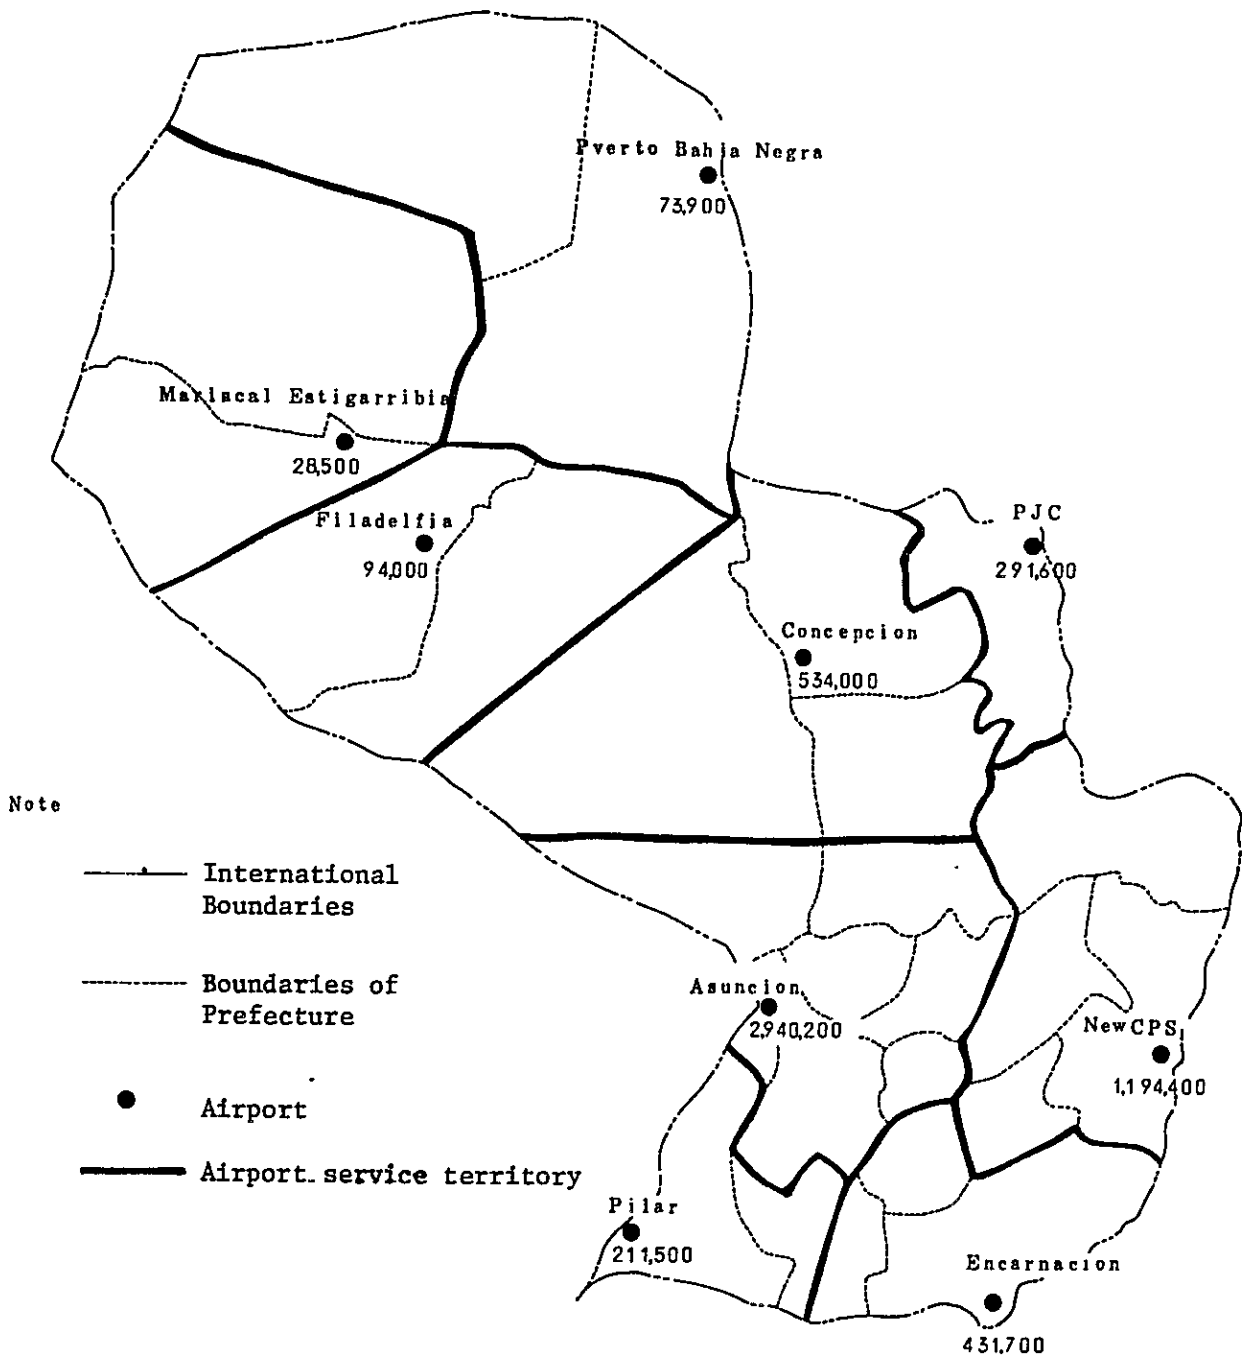 Pverto Bahia Negra
73,900
Mariacal Estigarribia
28,500
Filadelfia
94,000
PJC
291,600
Concepcion
534,000
Note
International
Boundaries
Boundaries of
Prefecture
Airport
Airport service territory
Asuncion
2,940,200
NewCPS
1,194,400
Pilar
211,500
Encarnacion
431,700